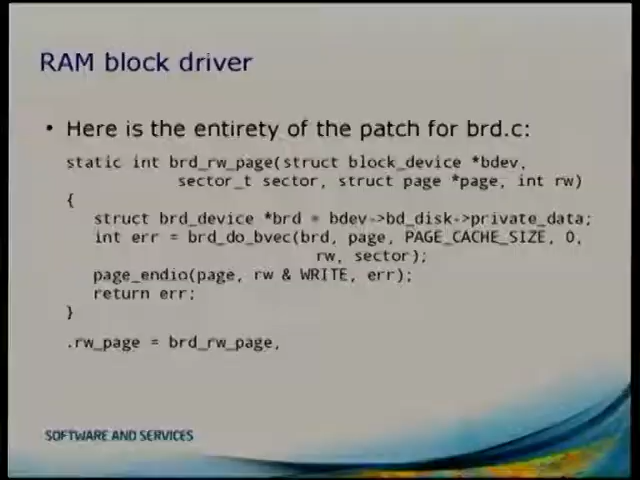 RAM block driver
• Here is the entirety of the patch for brd.c:
static int brd_rw_page(struct block_device *bdev,
sector_t sector, struct page *page, int rw)
{
struct brd_device *brd = bdev->bd_disk->private_data;
int err = brd_do_bvec(brd, page, PAGE_CACHE_SIZE, 0,
rw, sector);
page_endio(page, rw & WRITE, err);
return err;
}
.rw_page = brd_rw_page,
SOFTWARE AND SERVICES